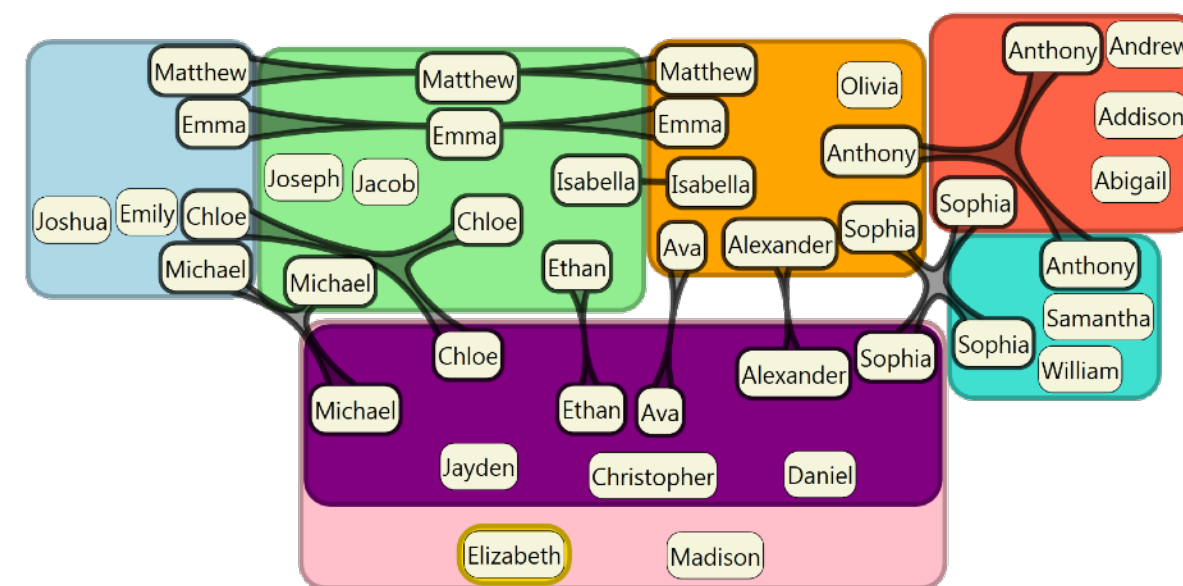 Matthew
Emma
Joshua
Emily
Chloe
Michael
Matthew
Emma
Joseph
Jacob
Isabella
Chloe
Michael
Ethan
Matthew
Olivia
Emma
Anthony
Isabella
Ava
Alexander
Sophia
Anthony
Andrew
Addison
Abigail
Sophia
Anthony
Samantha
Sophia
William
Chloe
Sophia
Michael
Ethan
Ava
Alexander
Jayden
Christopher
Daniel
Elizabeth
Madison